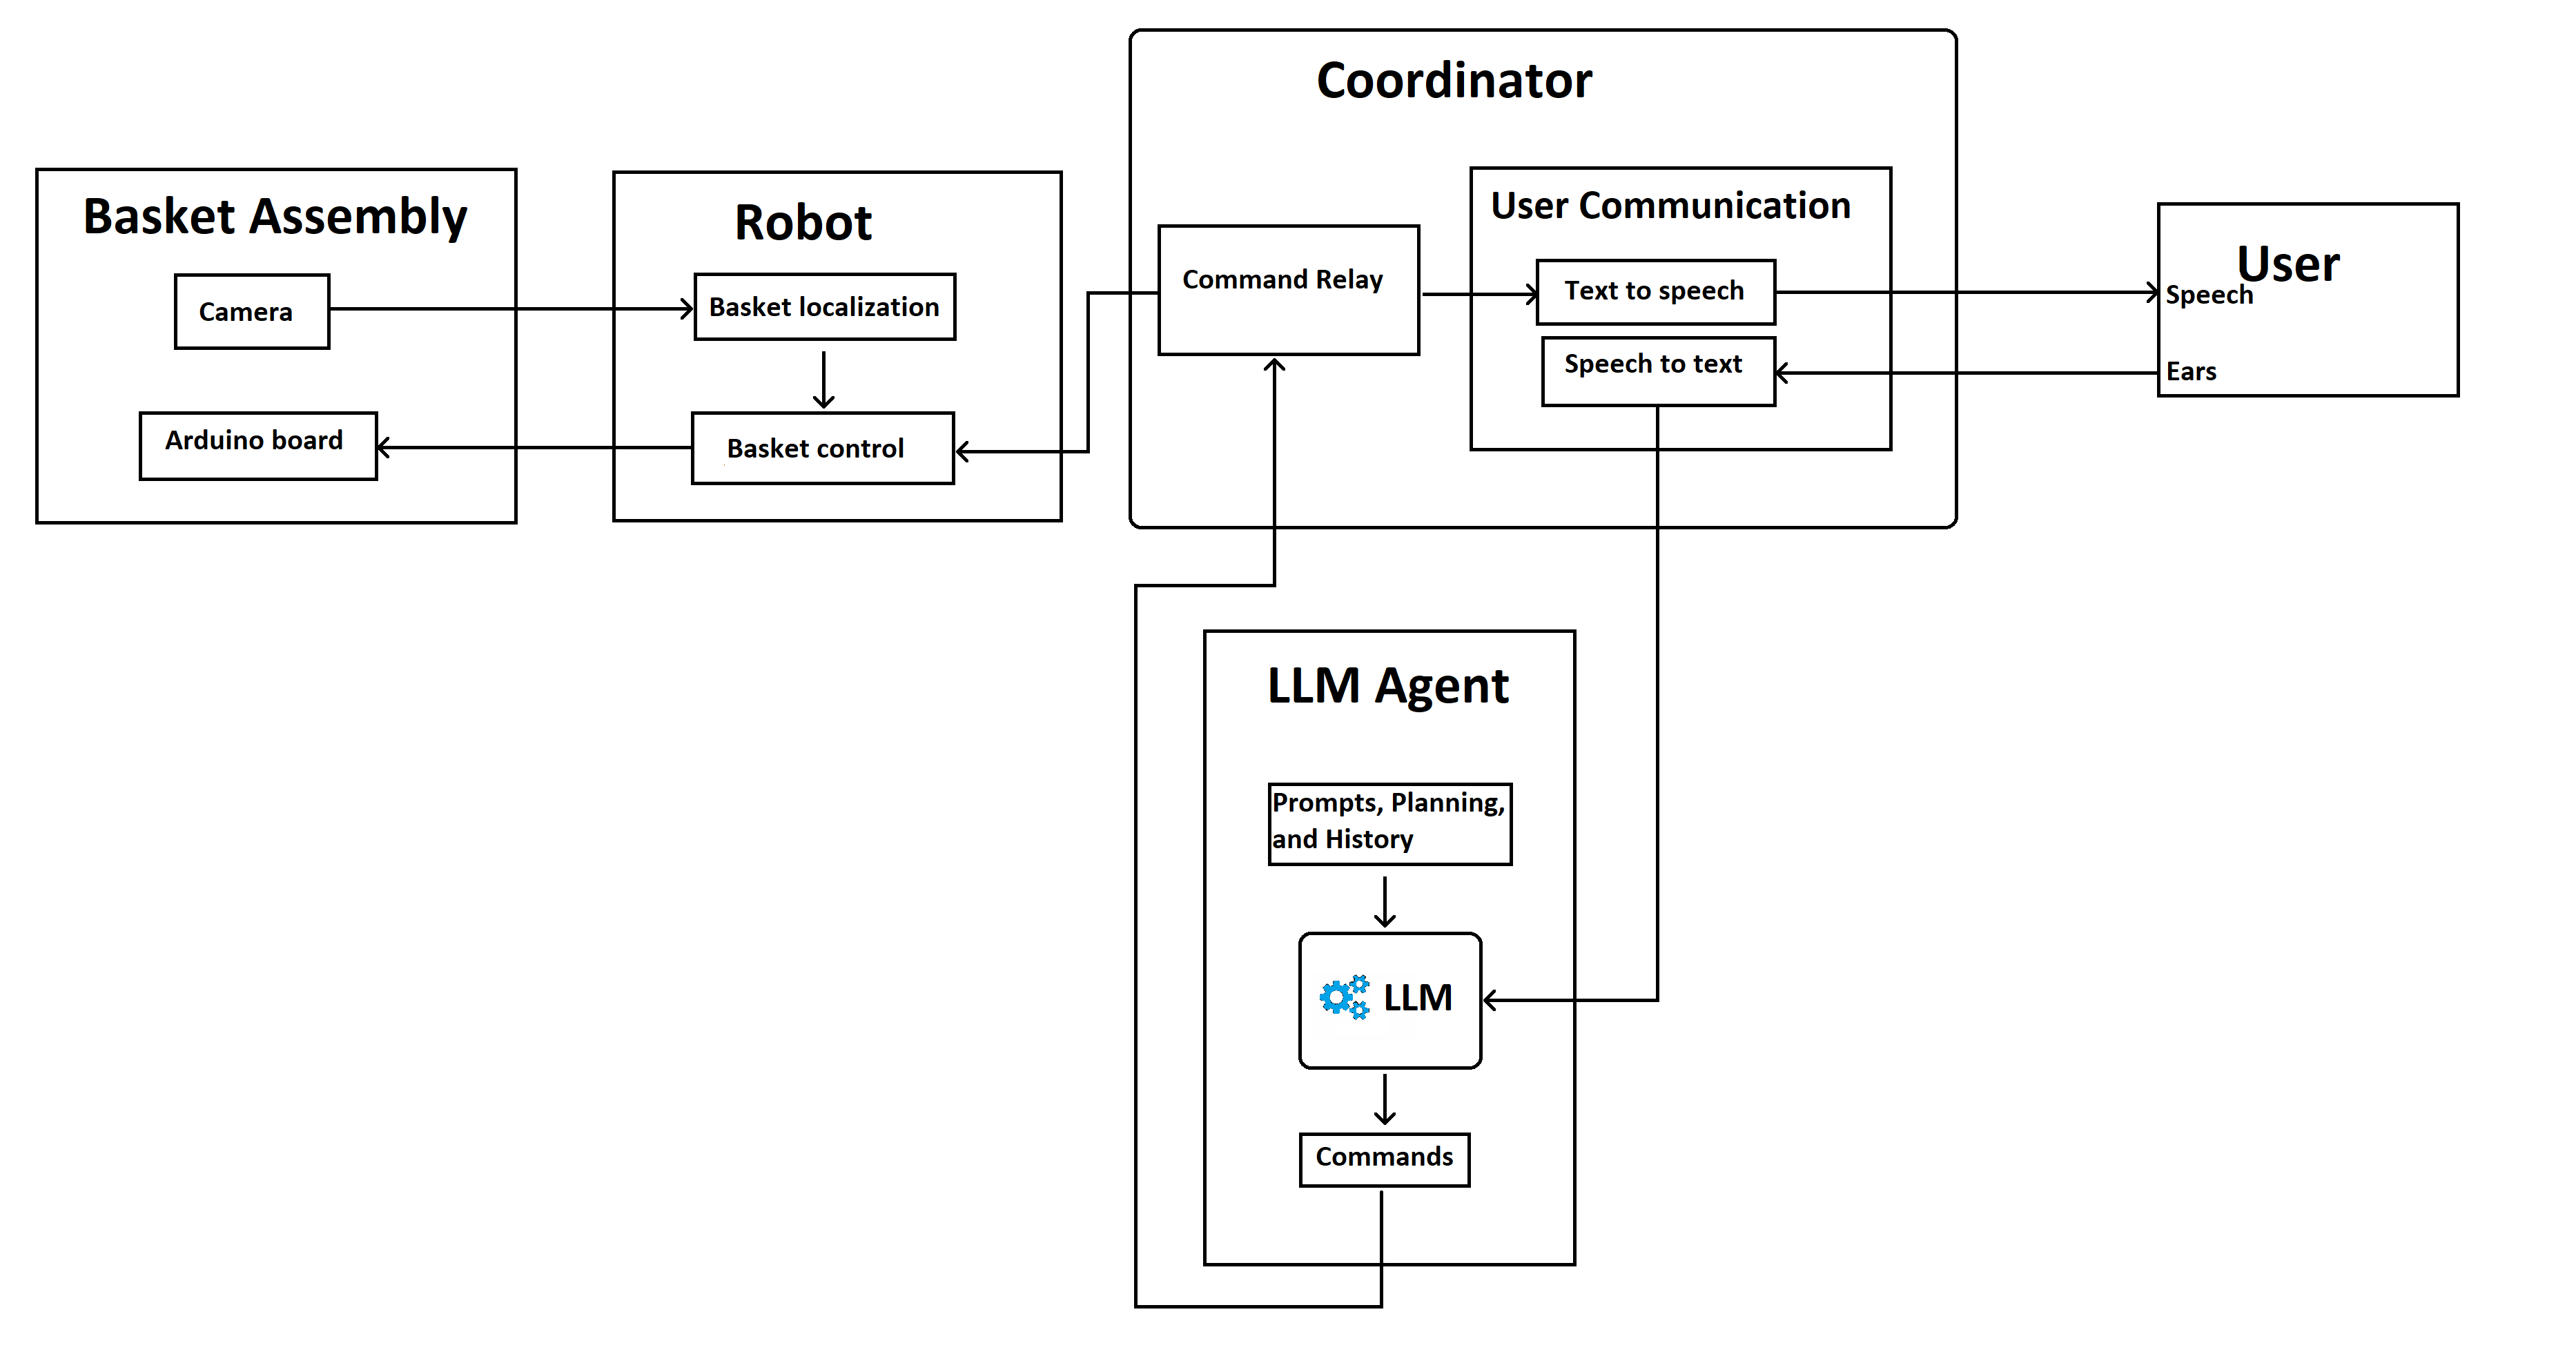 Basket Assembly
Camera
Arduino board
Robot
Basket localization
Basket control
Coordinator
Command Relay
User Communication
Text to speech
Speech to text
User
Speech
Ears
LLM Agent
Prompts, Planning,
and History
LLM
Commands